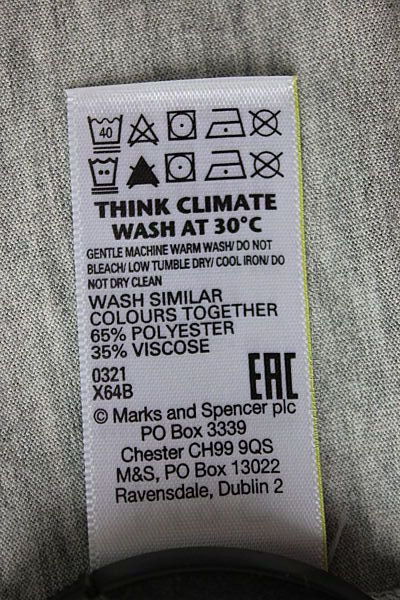 40
THINK CLIMATE
WASH AT 30°C
GENTLE MACHINE WARM WASH/ DO NOT
BLEACH/ LOW TUMBLE DRY/ COOL IRON/ DO
NOT DRY CLEAN
WASH SIMILAR
COLOURS TOGETHER
65% POLYESTER
35% VISCOSE
0321
X64B
EAC
© Marks and Spencer plc
PO Box 3339
Chester CH99 9QS
M&S, PO Box 13022
Ravensdale, Dublin 2